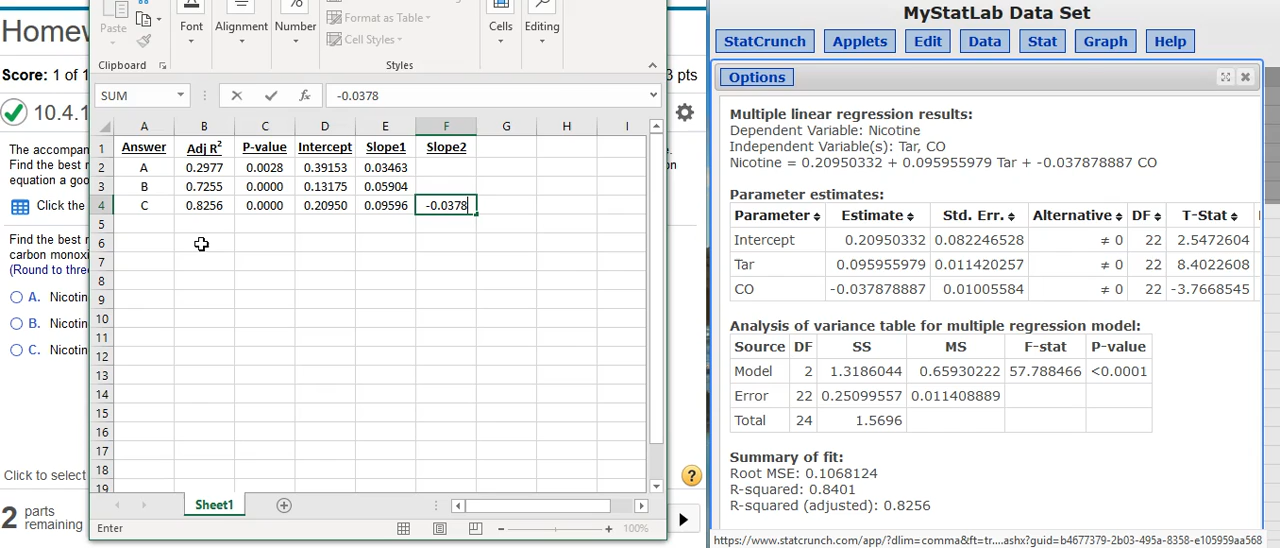 Homew
Score: 1 of 1
3 pts
10.4.1
The accompan
Find the best r
equation a goo
Click the
Find the best r
carbon monoxi
(Round to three
A. Nicotin
B. Nicotin
C. Nicotin
Click to select
2 parts
remaining
?
Paste
Clipboard
Font
Alignment
Number
%
Format as Table
Cell Styles
Styles
Cells
Editing
SUM
fx
-0.0378
A B C D E F G H I
1 Answer Adj R² P-value Intercept Slope1 Slope2
2 A 0.2977 0.0028 0.39153 0.03463
3 B 0.7255 0.0000 0.13175 0.05904
4 C 0.8256 0.0000 0.20950 0.09596 -0.0378
5
6
7
8
9
10
11
12
13
14
15
16
17
18
19
Sheet1
Enter
100%
MyStatLab Data Set
StatCrunch Applets Edit Data Stat Graph Help
Options
Multiple linear regression results:
Dependent Variable: Nicotine
Independent Variable(s): Tar, CO
Nicotine = 0.20950332 + 0.095955979 Tar + -0.037878887 CO
Parameter estimates:
Parameter Estimate Std. Err. Alternative DF T-Stat
Intercept 0.20950332 0.082246528 ≠ 0 22 2.5472604
Tar 0.095955979 0.011420257 ≠ 0 22 8.4022608
CO -0.037878887 0.01005584 ≠ 0 22 -3.7668545
Analysis of variance table for multiple regression model:
Source DF SS MS F-stat P-value
Model 2 1.3186044 0.65930222 57.788466 <0.0001
Error 22 0.25099557 0.011408889
Total 24 1.5696
Summary of fit:
Root MSE: 0.1068124
R-squared: 0.8401
R-squared (adjusted): 0.8256
https://www.statcrunch.com/app/?dlim=comma&ft=tr....ashx?guid=b4677379-2b03-495a-8358-e105959aa568